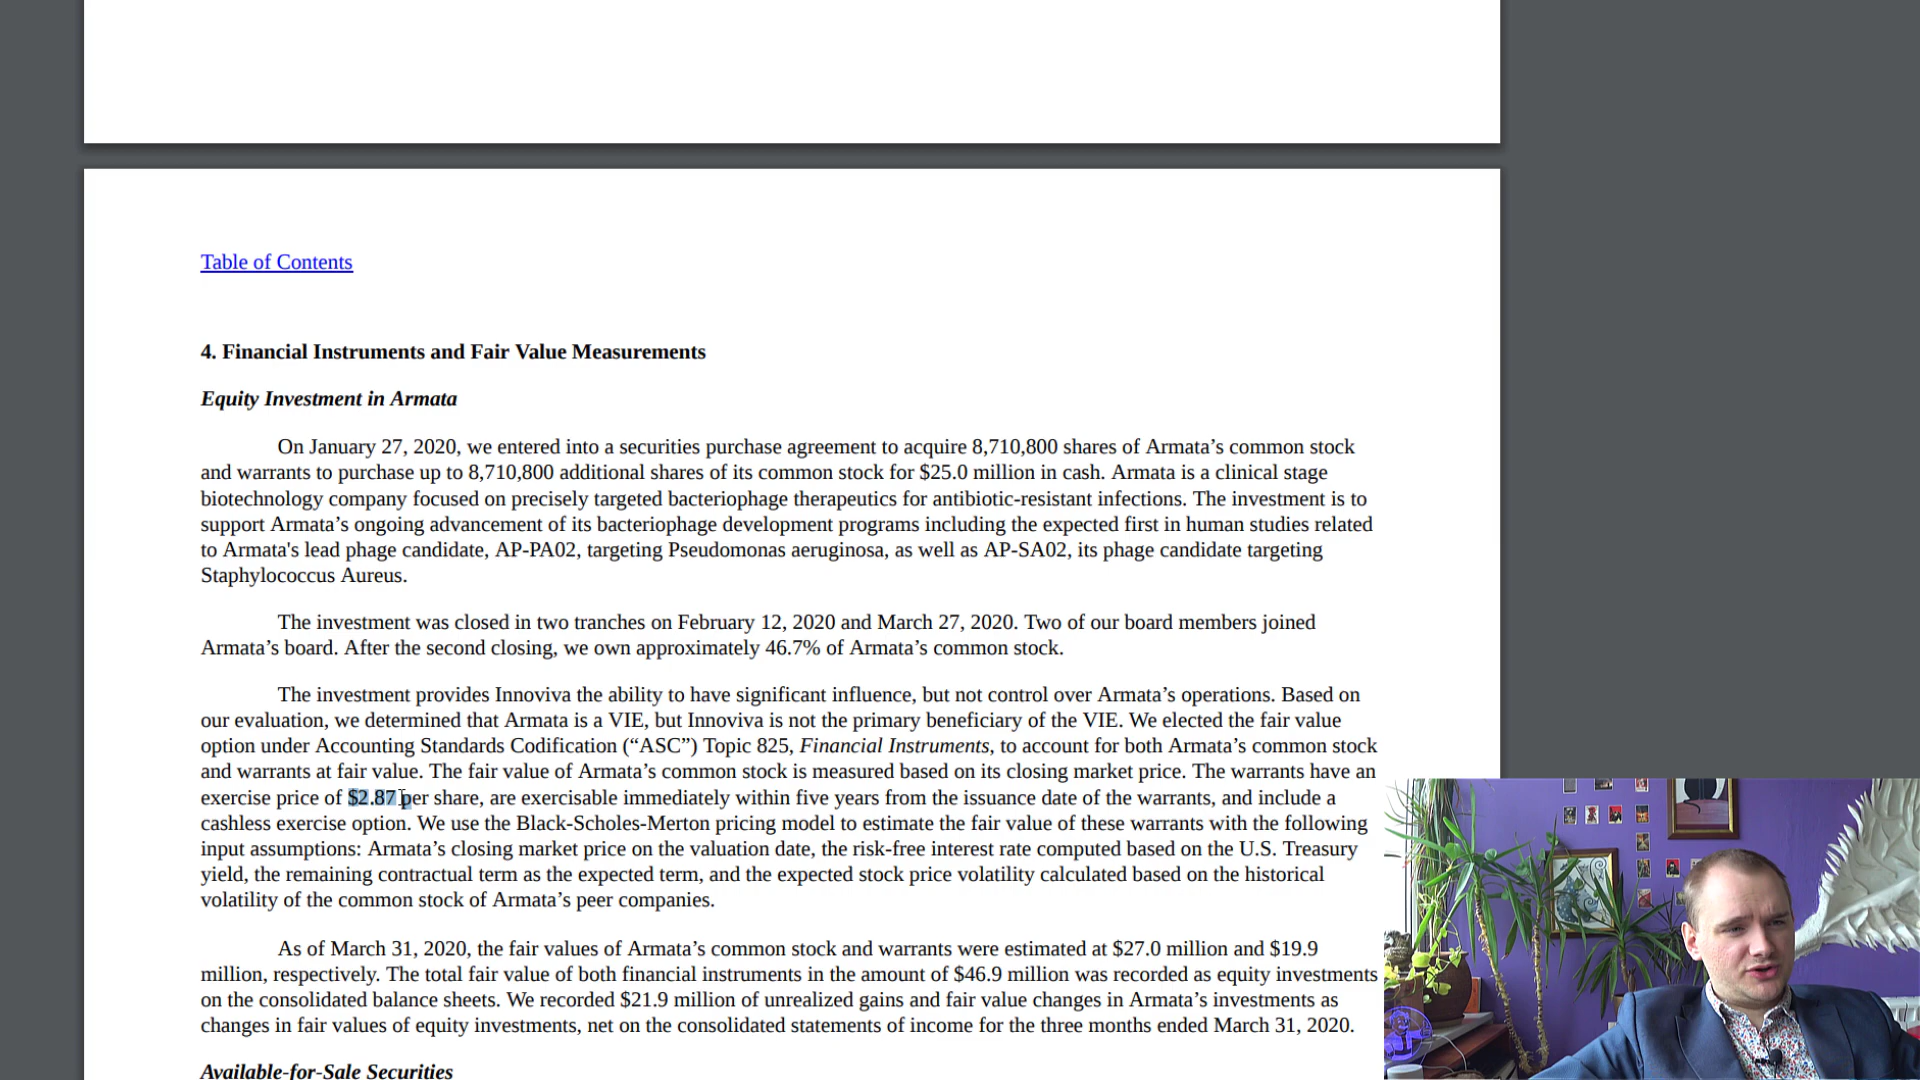 Table of Contents
4. Financial Instruments and Fair Value Measurements
Equity Investment in Armata
On January 27, 2020, we entered into a securities purchase agreement to acquire 8,710,800 shares of Armata’s common stock
and warrants to purchase up to 8,710,800 additional shares of its common stock for $25.0 million in cash. Armata is a clinical stage
biotechnology company focused on precisely targeted bacteriophage therapeutics for antibiotic-resistant infections. The investment is to
support Armata’s ongoing advancement of its bacteriophage development programs including the expected first in human studies related
to Armata's lead phage candidate, AP-PA02, targeting Pseudomonas aeruginosa, as well as AP-SA02, its phage candidate targeting
Staphylococcus Aureus.
The investment was closed in two tranches on February 12, 2020 and March 27, 2020. Two of our board members joined
Armata’s board. After the second closing, we own approximately 46.7% of Armata’s common stock.
The investment provides Innoviva the ability to have significant influence, but not control over Armata’s operations. Based on
our evaluation, we determined that Armata is a VIE, but Innoviva is not the primary beneficiary of the VIE. We elected the fair value
option under Accounting Standards Codification (“ASC”) Topic 825, Financial Instruments, to account for both Armata’s common stock
and warrants at fair value. The fair value of Armata’s common stock is measured based on its closing market price. The warrants have an
exercise price of $2.87 per share, are exercisable immediately within five years from the issuance date of the warrants, and include a
cashless exercise option. We use the Black-Scholes-Merton pricing model to estimate the fair value of these warrants with the following
input assumptions: Armata’s closing market price on the valuation date, the risk-free interest rate computed based on the U.S. Treasury
yield, the remaining contractual term as the expected term, and the expected stock price volatility calculated based on the historical
volatility of the common stock of Armata’s peer companies.
As of March 31, 2020, the fair values of Armata’s common stock and warrants were estimated at $27.0 million and $19.9
million, respectively. The total fair value of both financial instruments in the amount of $46.9 million was recorded as equity investments
on the consolidated balance sheets. We recorded $21.9 million of unrealized gains and fair value changes in Armata’s investments as
changes in fair values of equity investments, net on the consolidated statements of income for the three months ended March 31, 2020.
Available-for-Sale Securities